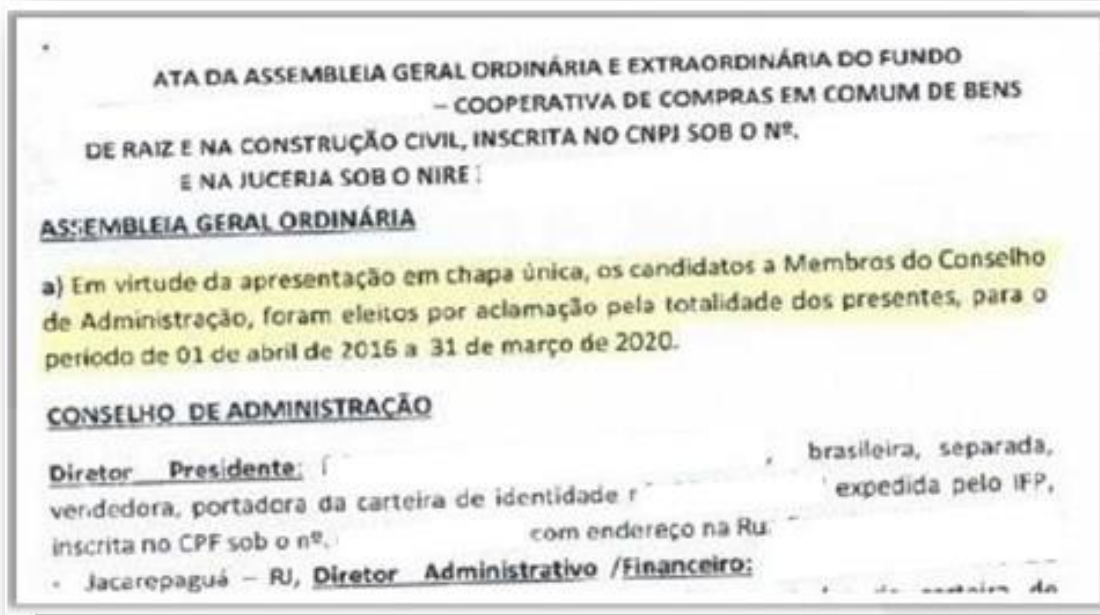 ATA DA ASSEMBLEIA GERAL ORDINÁRIA E EXTRAORDINÁRIA DO FUNDO
– COOPERATIVA DE COMPRAS EM COMUM DE BENS
DE RAIZ E NA CONSTRUÇÃO CIVIL, INSCRITA NO CNPJ SOB O Nº.
E NA JUCERJA SOB O NIRE
ASSEMBLEIA GERAL ORDINÁRIA
a) Em virtude da apresentação em chapa única, os candidatos a Membros do Conselho
de Administração, foram eleitos por aclamação pela totalidade dos presentes, para o
período de 01 de abril de 2016 a 31 de março de 2020.
CONSELHO DE ADMINISTRAÇÃO
Diretor Presidente: , brasileira, separada,
vendedora, portadora da carteira de identidade expedida pelo IFP,
inscrita no CPF sob o nº. com endereço na
- Jacarepaguá – RJ, Diretor Administrativo /Financeiro: